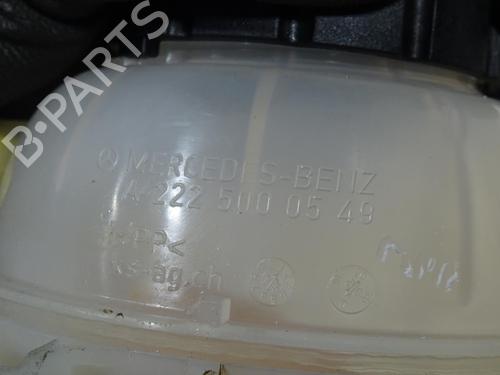 MERCEDES-BENZ
A 222 500 05 49
>PP<
ks-ag.ch
B-PARTS